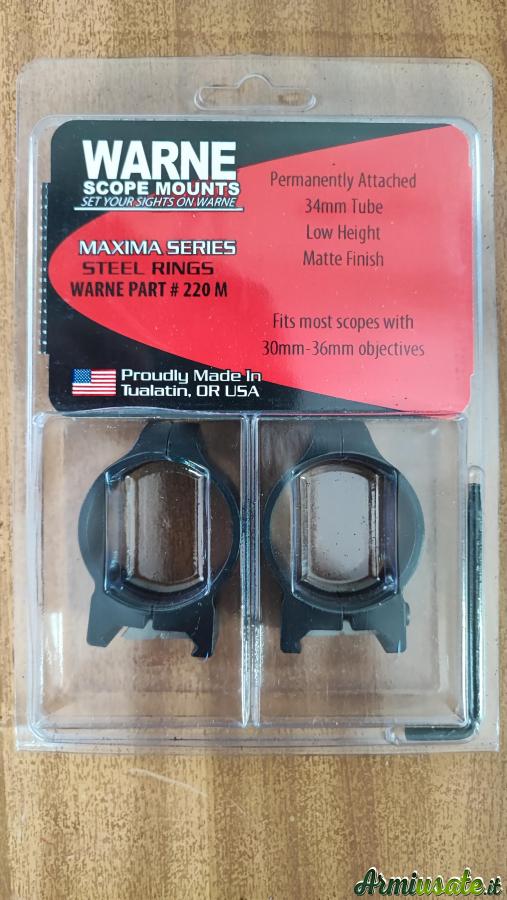 WARNE
SCOPE MOUNTS
SET YOUR SIGHTS ON WARNE
MAXIMA SERIES
STEEL RINGS
WARNE PART # 220 M
Permanently Attached
34mm Tube
Low Height
Matte Finish
Fits most scopes with
30mm-36mm objectives
Proudly Made In
Tualatin, OR USA
Armiusate.it